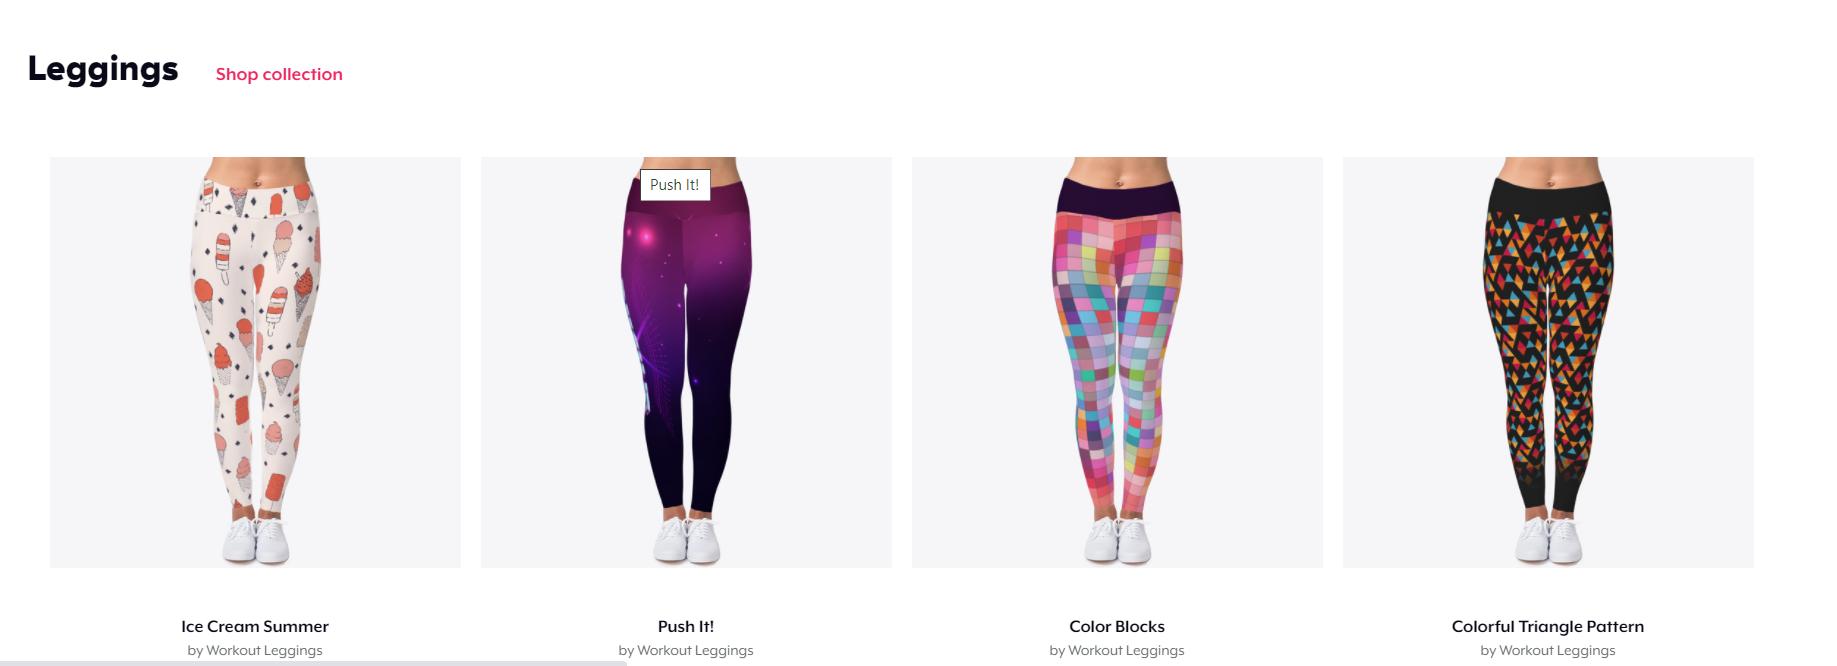 Leggings Shop collection
Push It!
Ice Cream Summer
by Workout Leggings
Push It!
by Workout Leggings
Color Blocks
by Workout Leggings
Colorful Triangle Pattern
by Workout Leggings